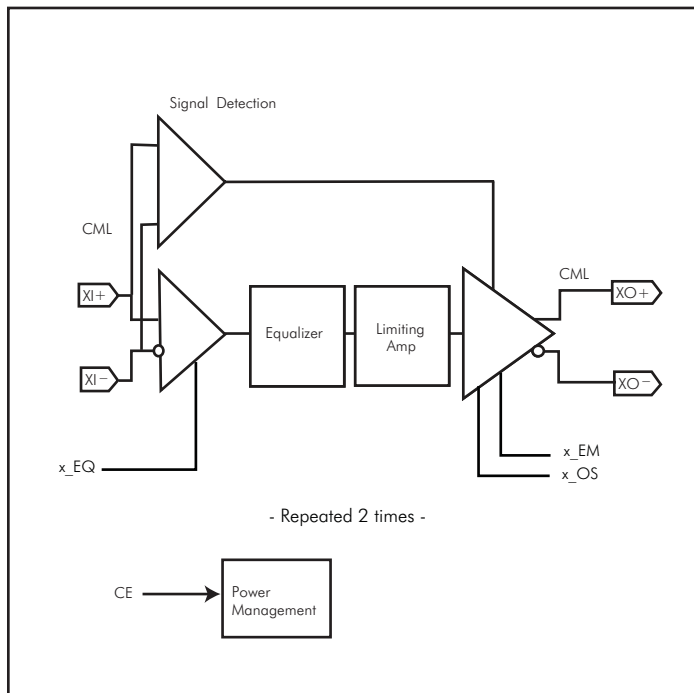 Signal Detection
CML
CML
XI+
XO+
Equalizer
Limiting
Amp
XI−
XO−
x_EQ
x_EM
x_OS
- Repeated 2 times -
CE
Power
Management